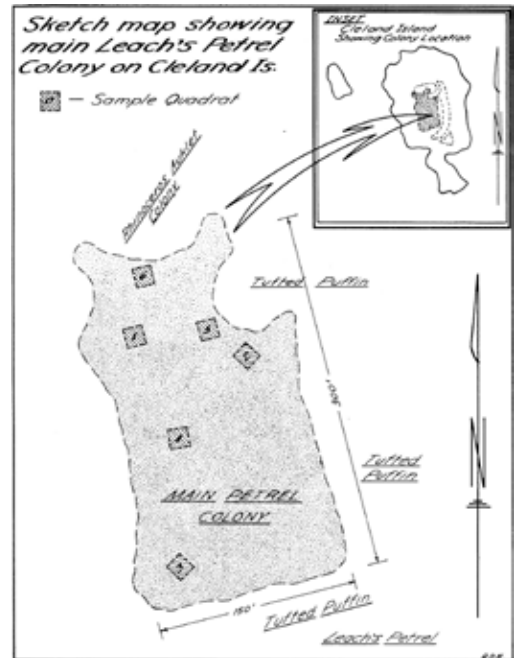 Sketch map showing
main Leach's Petrel
Colony on Cleland Is.
— Sample Quadrat
INSET
Cleland Island
Showing Colony Location
Rhinoceros Auklet
Colony
Tufted Puffin
300'
Tufted
Puffin
MAIN PETREL
COLONY
150'
Tufted Puffin
Leach's Petrel